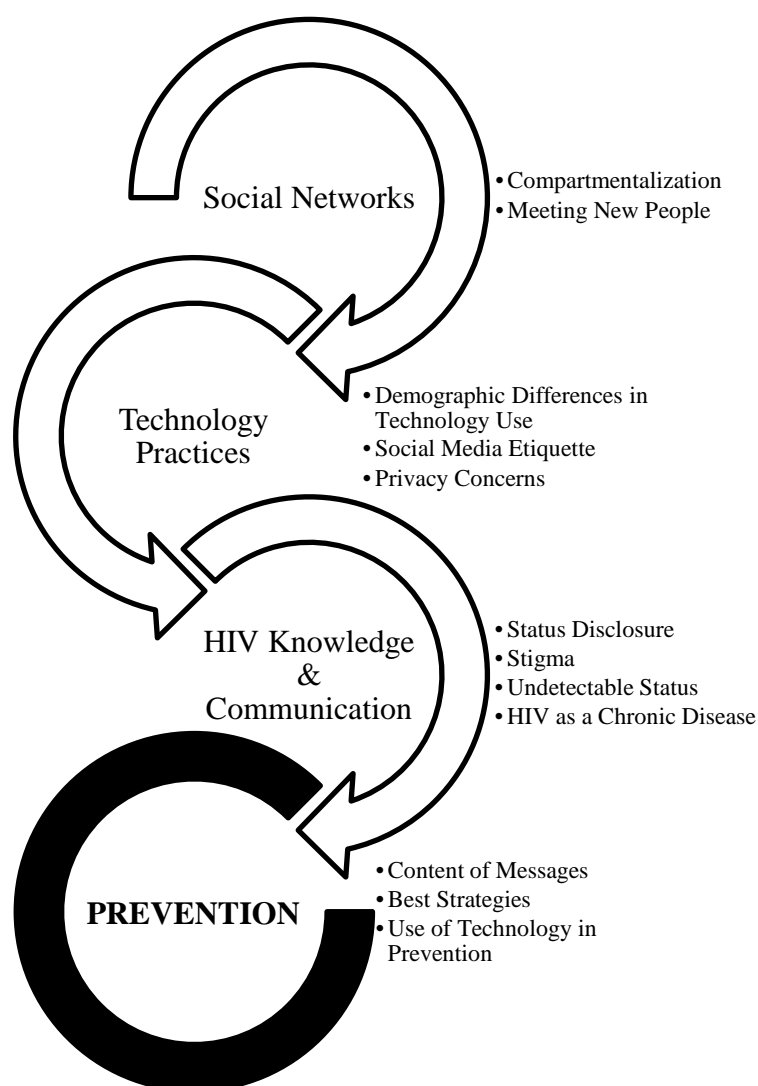 Social Networks
• Compartmentalization
• Meeting New People
Technology
Practices
• Demographic Differences in
Technology Use
• Social Media Etiquette
• Privacy Concerns
HIV Knowledge
&
Communication
• Status Disclosure
• Stigma
• Undetectable Status
• HIV as a Chronic Disease
PREVENTION
• Content of Messages
• Best Strategies
• Use of Technology in
Prevention